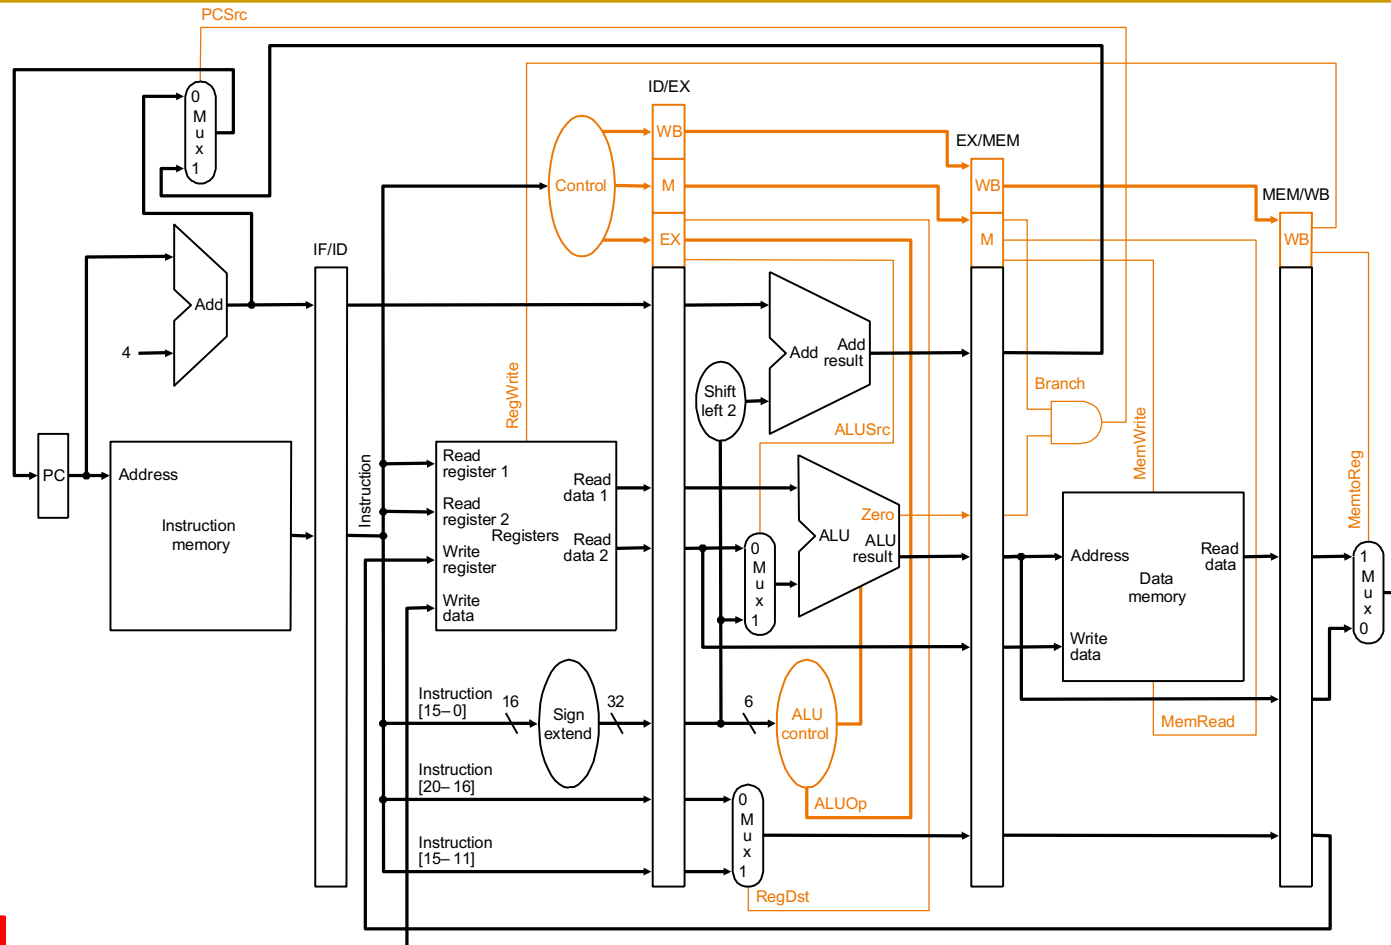 PCSrc
ID/EX
0
M
u
x
1
WB
EX/MEM
Control
M
WB
MEM/WB
IF/ID
EX
M
WB
Add
4
Add
Add
result
Shift
left 2
Branch
RegWrite
ALUSrc
MemWrite
MemtoReg
PC
Address
Instruction
memory
Instruction
Read
register 1
Read
data 1
Read
register 2
Registers
Read
data 2
Write
register
Write
data
Zero
ALU
ALU
result
0
M
u
x
1
Address
Read
data
Data
memory
Write
data
1
M
u
x
0
Instruction
[15–0]
16
Sign
extend
32
6
ALU
control
MemRead
Instruction
[20–16]
ALUOp
0
M
u
x
1
Instruction
[15–11]
RegDst